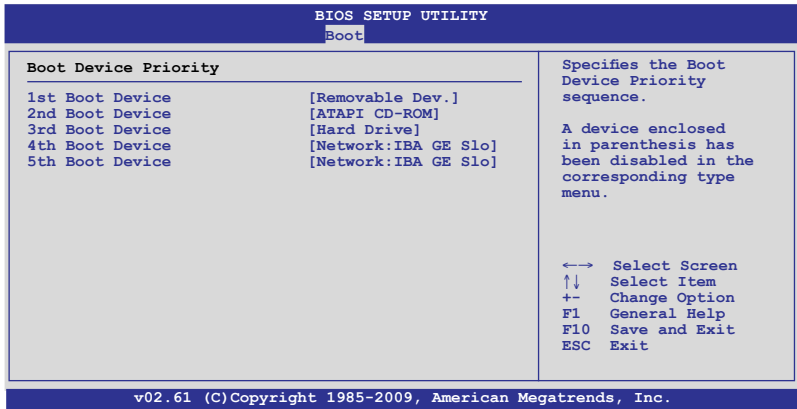 BIOS SETUP UTILITY
Boot
Boot Device Priority
1st Boot Device [Removable Dev.]
2nd Boot Device [ATAPI CD-ROM]
3rd Boot Device [Hard Drive]
4th Boot Device [Network:IBA GE Slo]
5th Boot Device [Network:IBA GE Slo]
Specifies the Boot
Device Priority
sequence.
A device enclosed
in parenthesis has
been disabled in the
corresponding type
menu.
←→ Select Screen
↑↓ Select Item
+- Change Option
F1 General Help
F10 Save and Exit
ESC Exit
v02.61 (C)Copyright 1985-2009, American Megatrends, Inc.